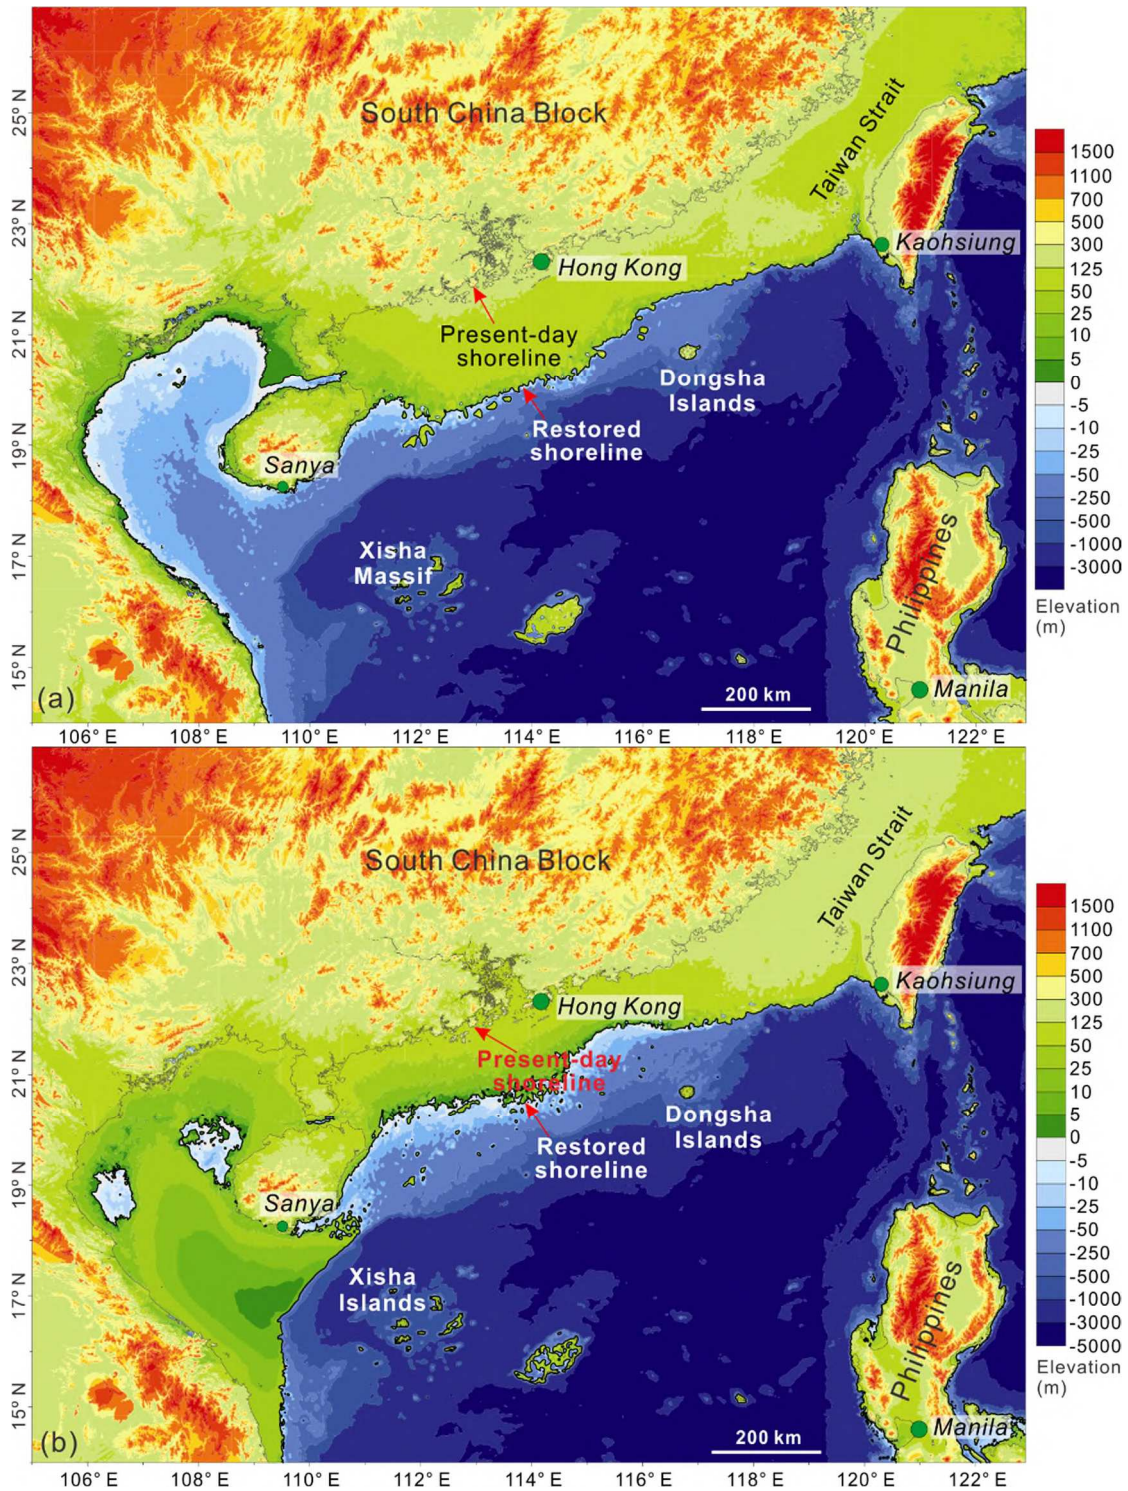 South China Block
Taiwan Strait
Kaohsiung
Hong Kong
Present-day
shoreline
Dongsha
Islands
Restored
shoreline
Sanya
Xisha
Massif
Philippines
Manila
200 km
(a)
25° N
23° N
21° N
19° N
17° N
15° N
106° E
108° E
110° E
112° E
114° E
116° E
118° E
120° E
122° E
1500
1100
700
500
300
125
50
25
10
5
0
-5
-10
-25
-50
-250
-500
-1000
-3000
Elevation
(m)
South China Block
Taiwan Strait
Kaohsiung
Hong Kong
Present-day
shoreline
Dongsha
Islands
Restored
shoreline
Sanya
Xisha
Islands
Philippines
Manila
200 km
(b)
25° N
23° N
21° N
19° N
17° N
15° N
106° E
108° E
110° E
112° E
114° E
116° E
118° E
120° E
122° E
1500
1100
700
500
300
125
50
25
10
5
0
-5
-10
-25
-50
-250
-500
-1000
-3000
-5000
Elevation
(m)